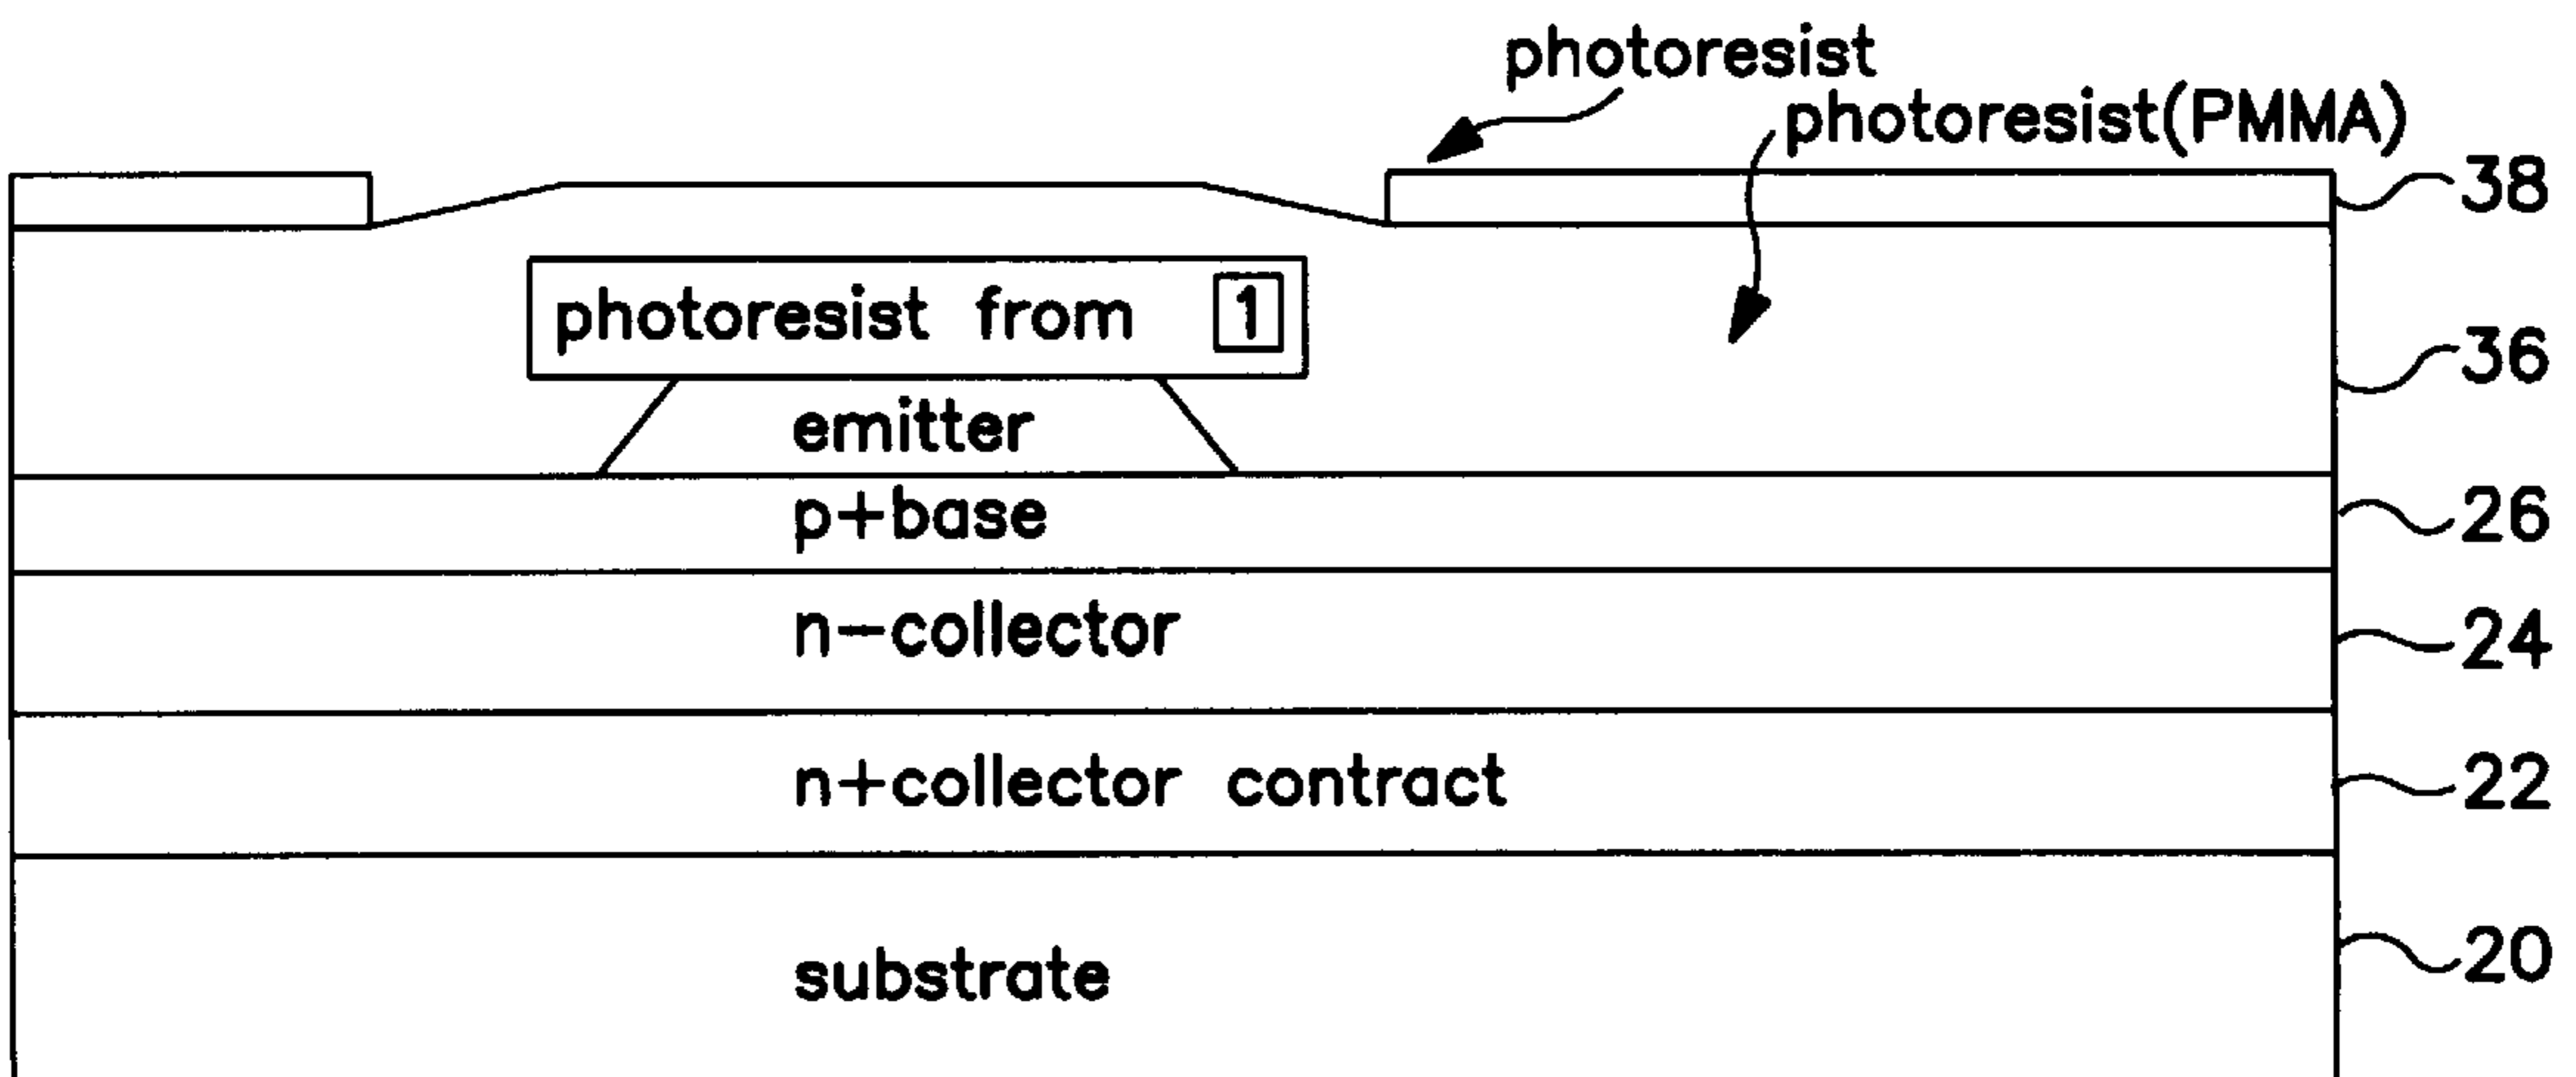 photoresist
photoresist(PMMA)
38
photoresist from 1
36
emitter
p+base
26
n-collector
24
n+collector contract
22
substrate
20